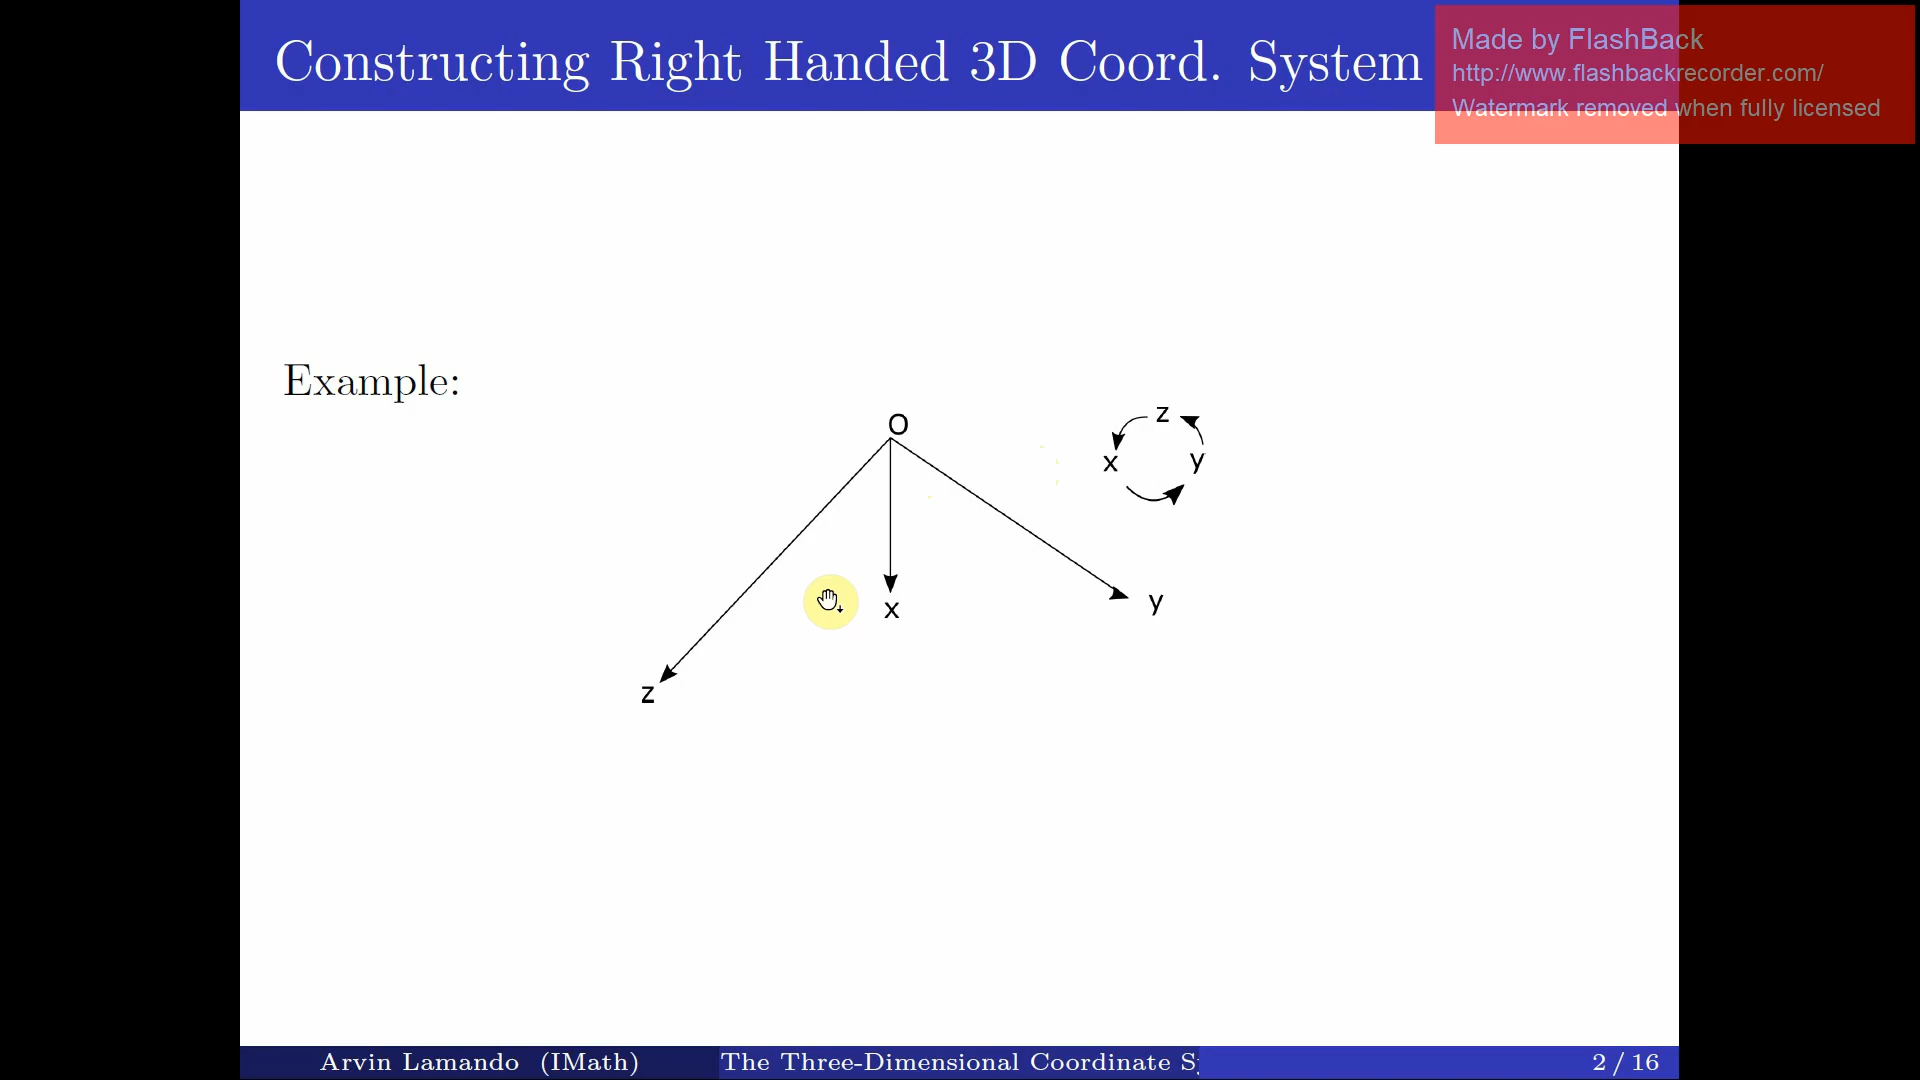 Constructing Right Handed 3D Coord. System
Made by FlashBack
http://www.flashbackrecorder.com/
Watermark removed when fully licensed
Example:
O
z
x
y
x
y
z
Arvin Lamando (IMath)
The Three-Dimensional Coordinate S
2 / 16